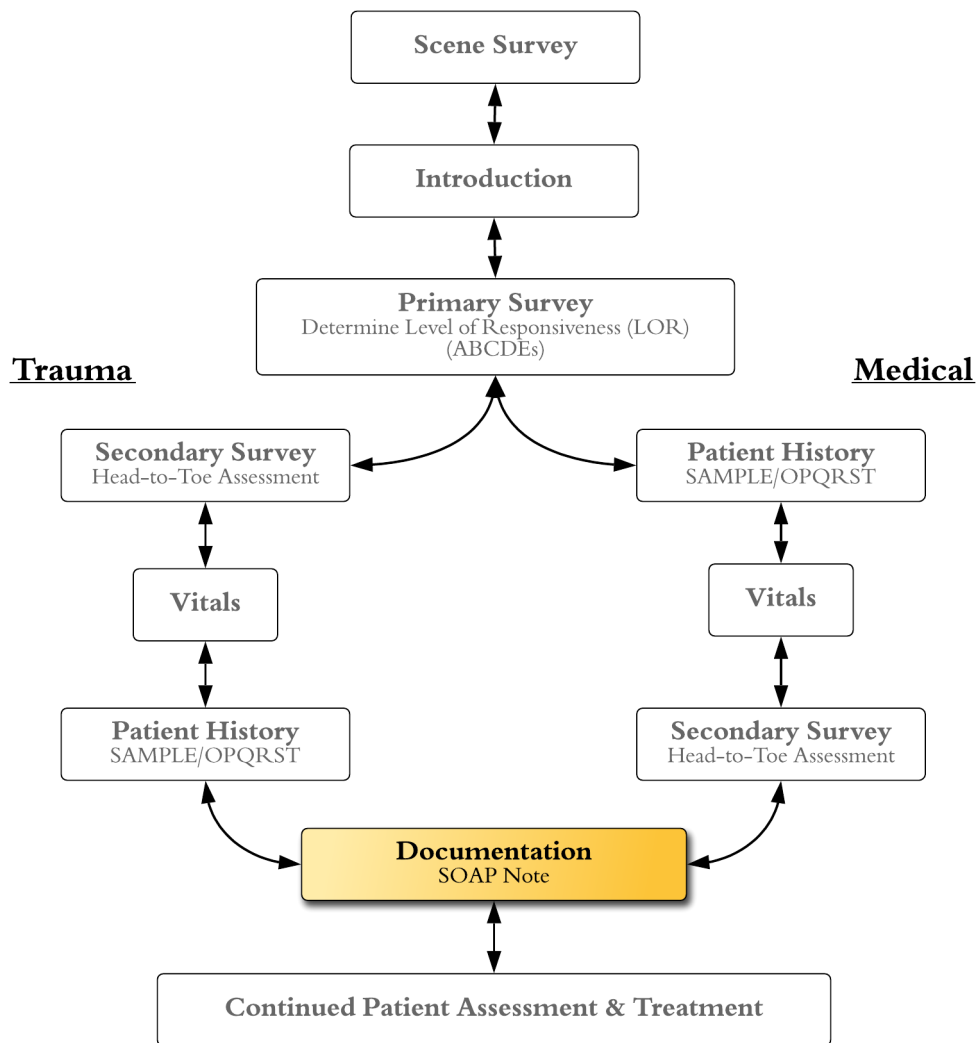 Scene Survey
Introduction
Primary Survey
Determine Level of Responsiveness (LOR)
(ABCDEs)
Trauma
Medical
Secondary Survey
Head-to-Toe Assessment
Patient History
SAMPLE/OPQRST
Vitals
Vitals
Patient History
SAMPLE/OPQRST
Secondary Survey
Head-to-Toe Assessment
Documentation
SOAP Note
Continued Patient Assessment & Treatment